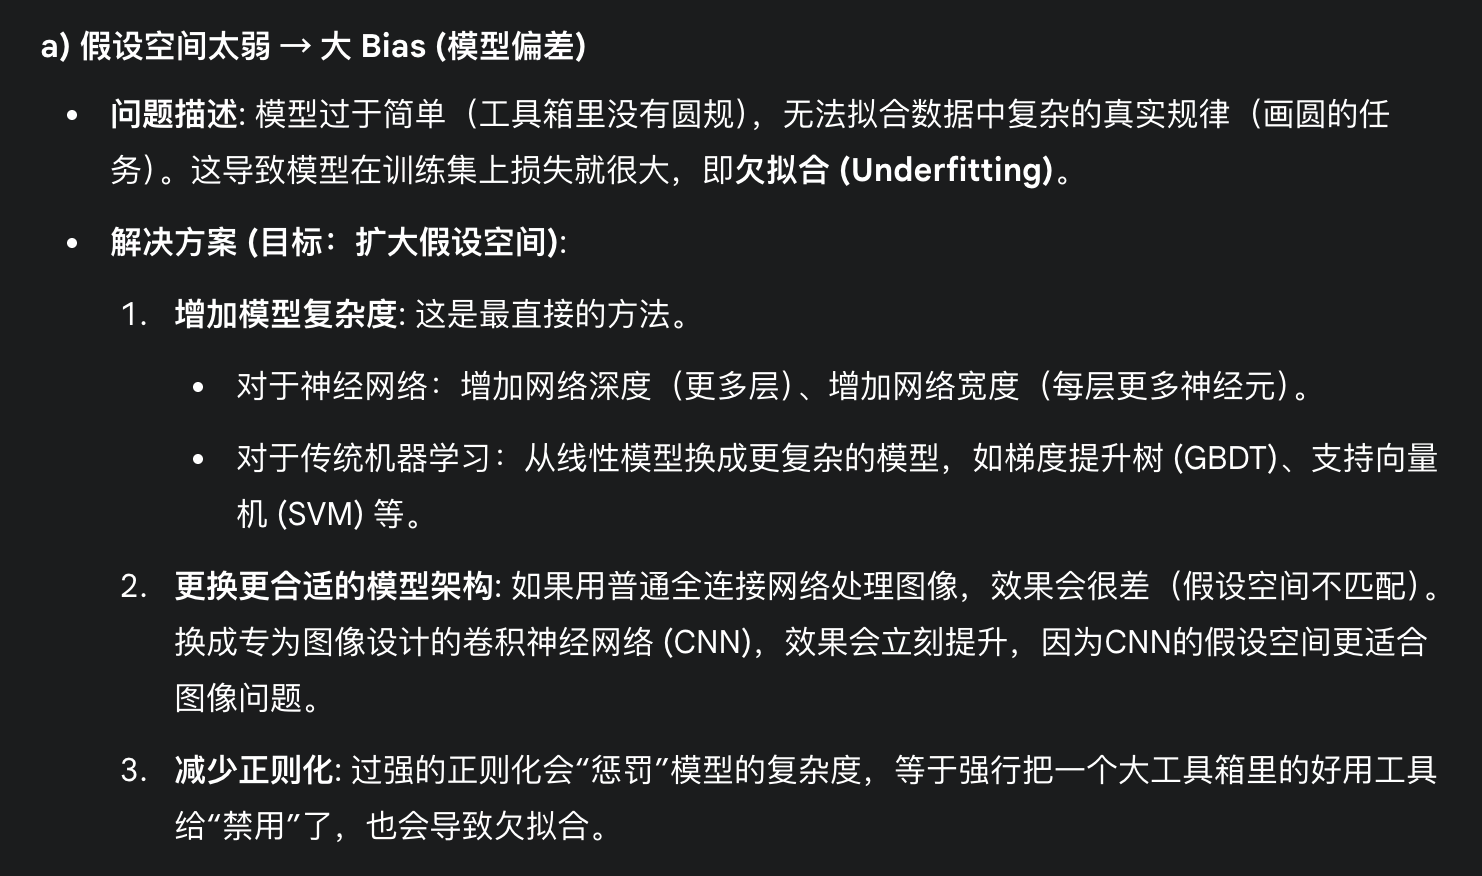 a) 假设空间太弱 → 大 Bias (模型偏差)
• 问题描述: 模型过于简单（工具箱里没有圆规），无法拟合数据中复杂的真实规律（画圆的任
务）。这导致模型在训练集上损失就很大，即欠拟合 (Underfitting)。
• 解决方案 (目标：扩大假设空间):
1. 增加模型复杂度: 这是最直接的方法。
• 对于神经网络：增加网络深度（更多层）、增加网络宽度（每层更多神经元）。
• 对于传统机器学习：从线性模型换成更复杂的模型，如梯度提升树 (GBDT)、支持向量
机 (SVM) 等。
2. 更换更合适的模型架构: 如果用普通全连接网络处理图像，效果会很差（假设空间不匹配）。
换成专为图像设计的卷积神经网络 (CNN)，效果会立刻提升，因为CNN的假设空间更适合
图像问题。
3. 减少正则化: 过强的正则化会“惩罚”模型的复杂度，等于强行把一个大工具箱里的好用工具
给“禁用”了，也会导致欠拟合。